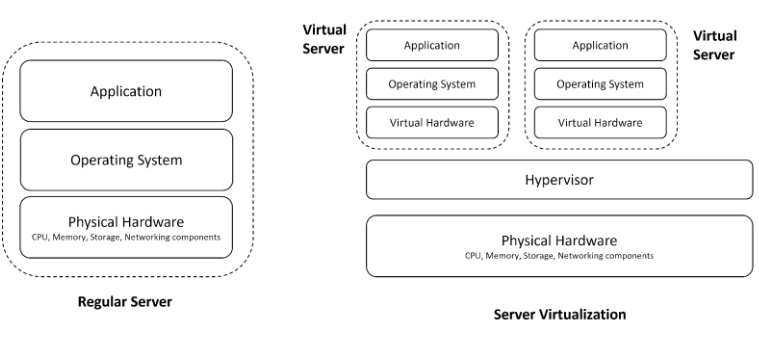 Application
Operating System
Physical Hardware
CPU, Memory, Storage, Networking components
Regular Server
Virtual
Server
Application
Operating System
Virtual Hardware
Application
Operating System
Virtual Hardware
Virtual
Server
Hypervisor
Physical Hardware
CPU, Memory, Storage, Networking components
Server Virtualization